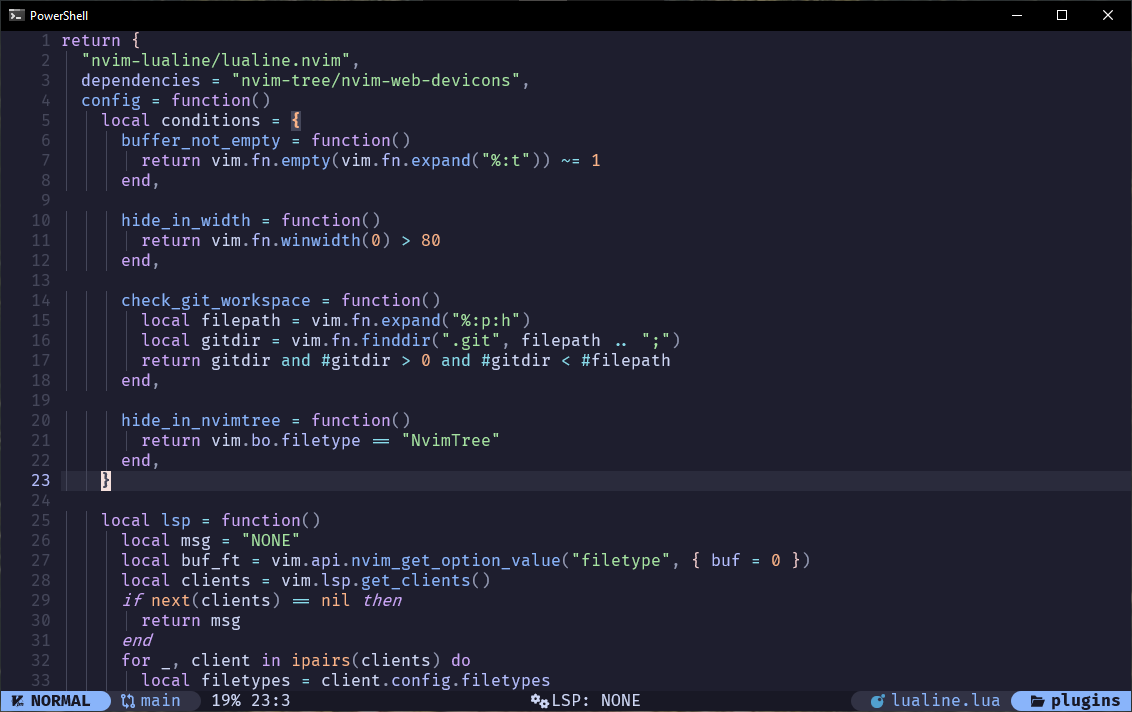 PowerShell
1 return {
2   "nvim-lualine/lualine.nvim",
3   dependencies = "nvim-tree/nvim-web-devicons",
4   config = function()
5     local conditions = {
6       buffer_not_empty = function()
7         return vim.fn.empty(vim.fn.expand("%:t")) ~= 1
8       end,
9
10       hide_in_width = function()
11         return vim.fn.winwidth(0) > 80
12       end,
13
14       check_git_workspace = function()
15         local filepath = vim.fn.expand("%:p:h")
16         local gitdir = vim.fn.finddir(".git", filepath .. ";")
17         return gitdir and #gitdir > 0 and #gitdir < #filepath
18       end,
19
20       hide_in_nvimtree = function()
21         return vim.bo.filetype == "NvimTree"
22       end,
23     }
24
25     local lsp = function()
26       local msg = "NONE"
27       local buf_ft = vim.api.nvim_get_option_value("filetype", { buf = 0 })
28       local clients = vim.lsp.get_clients()
29       if next(clients) == nil then
30         return msg
31       end
32       for _, client in ipairs(clients) do
33         local filetypes = client.config.filetypes
NORMAL main 19% 23:3 LSP: NONE lualine.lua plugins